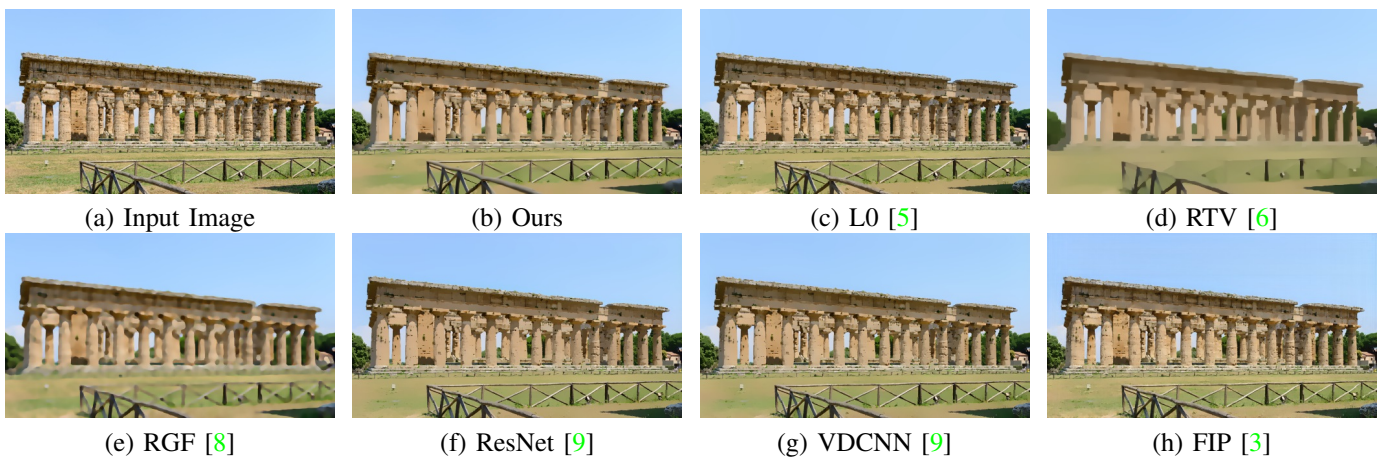 (a) Input Image
(b) Ours
(c) L0 [5]
(d) RTV [6]
(e) RGF [8]
(f) ResNet [9]
(g) VDCNN [9]
(h) FIP [3]